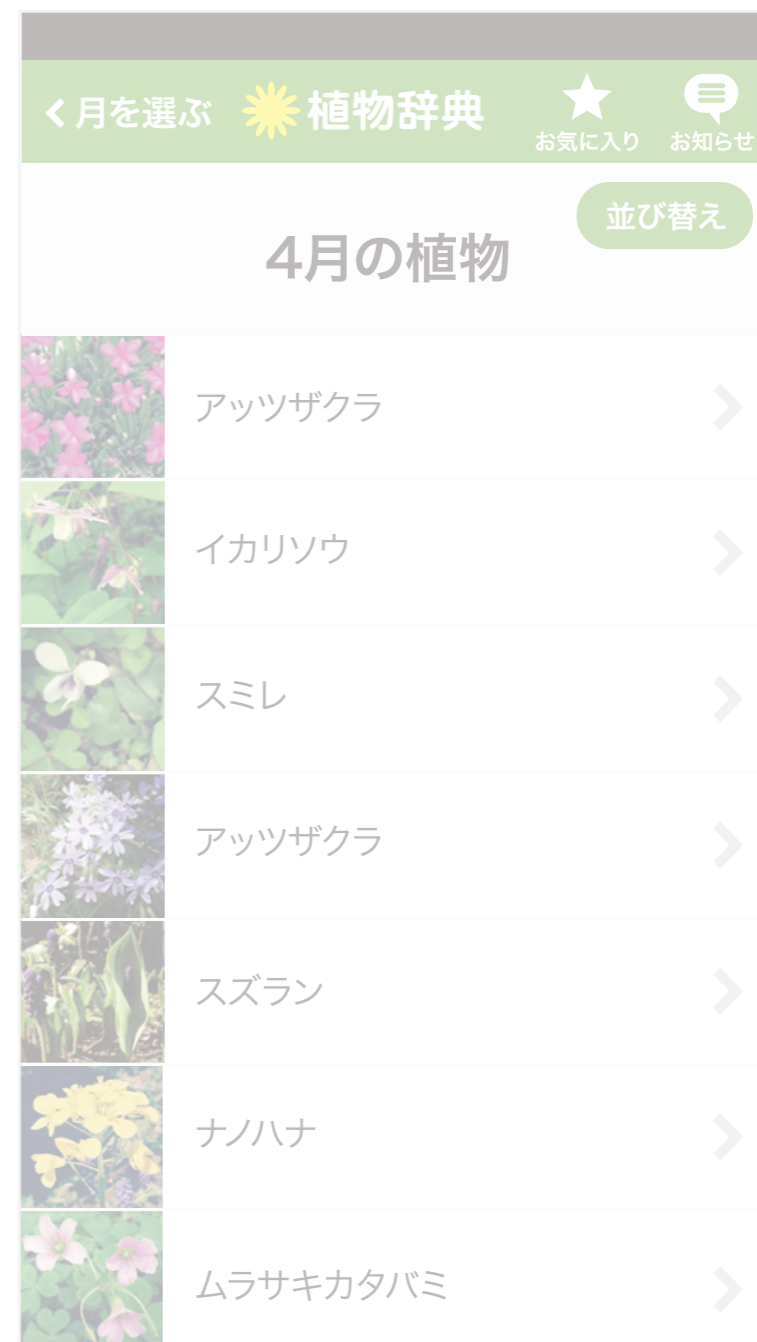 月を選ぶ 植物辞典 お気に入り お知らせ
並び替え
4月の植物
アッツザクラ
イカリソウ
スミレ
アッツザクラ
スズラン
ナノハナ
ムラサキカタバミ